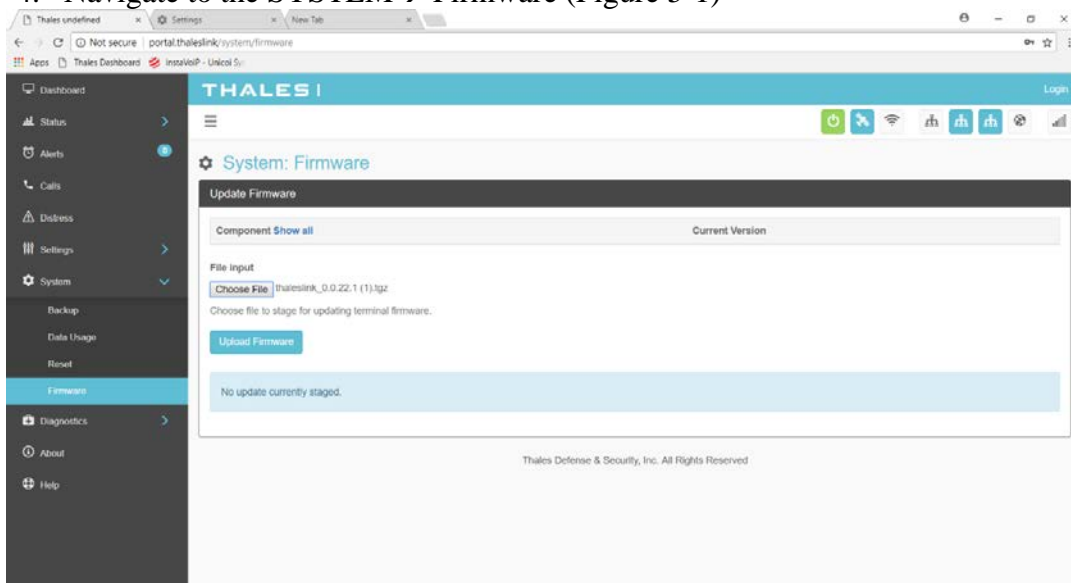 4. Navigate to the SYSTEM → Firmware (Figure 3-1)
Thales undefined
Settings
New Tab
Not secure portal.thaleslink/system/firmware
Apps Thales Dashboard InstaVoIP - Unicoi Sy
Dashboard
THALES
Login
Status
Alerts
0
System: Firmware
Calls
Update Firmware
Distress
Component Show all Current Version
Settings
File input
System
Choose File thaleslink_0.0.22.1 (1).tgz
Backup
Choose file to stage for updating terminal firmware.
Data Usage
Upload Firmware
Reset
Firmware
No update currently staged.
Diagnostics
About
Thales Defense & Security, Inc. All Rights Reserved
Help